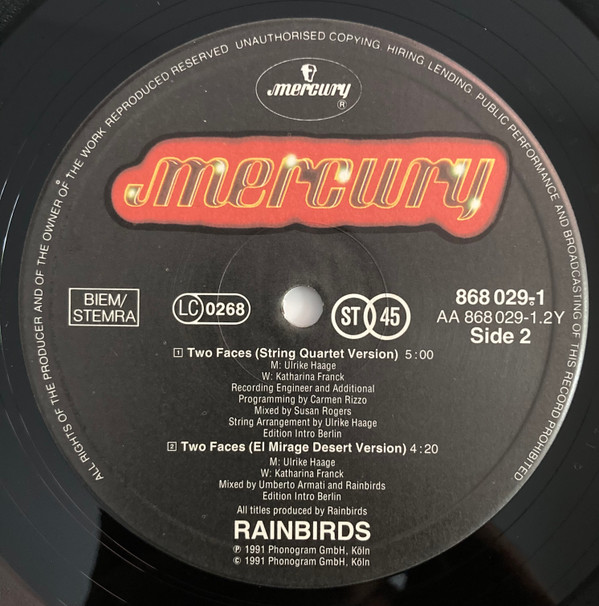 ALL RIGHTS OF THE PRODUCER AND OF THE OWNER OF THE WORK REPRODUCED RESERVED UNAUTHORISED COPYING HIRING LENDING PUBLIC PERFORMANCE AND BROADCASTING OF THIS RECORD PROHIBITED
mercury
®
mercury
BIEM/
STEMRA
LC 0268
ST 45
868 029-1
AA 868 029-1.2Y
Side 2
1 Two Faces (String Quartet Version) 5:00
M: Ulrike Haage
W: Katharina Franck
Recording Engineer and Additional
Programming by Carmen Rizzo
Mixed by Susan Rogers
String Arrangement by Ulrike Haage
Edition Intro Berlin
2 Two Faces (El Mirage Desert Version) 4:20
M: Ulrike Haage
W: Katharina Franck
Mixed by Umberto Armati and Rainbirds
Edition Intro Berlin
All titles produced by Rainbirds
RAINBIRDS
℗ 1991 Phonogram GmbH, Köln
© 1991 Phonogram GmbH, Köln